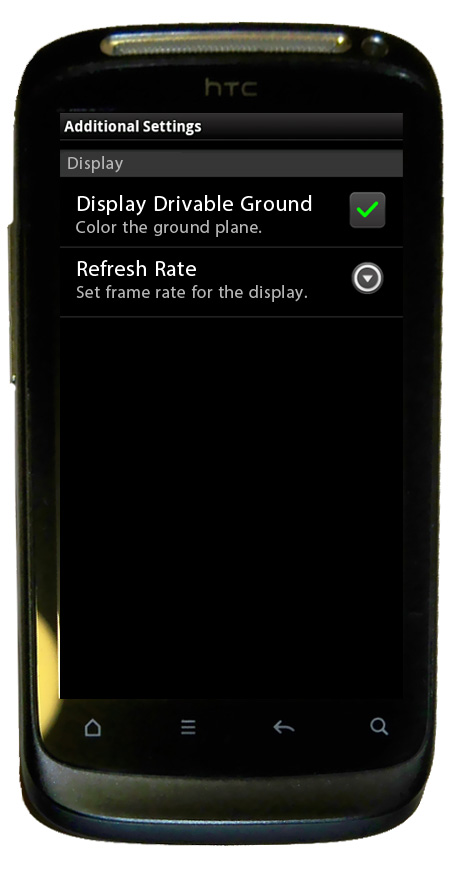 hTC
Additional Settings
Display
Display Drivable Ground
Color the ground plane.
Refresh Rate
Set frame rate for the display.